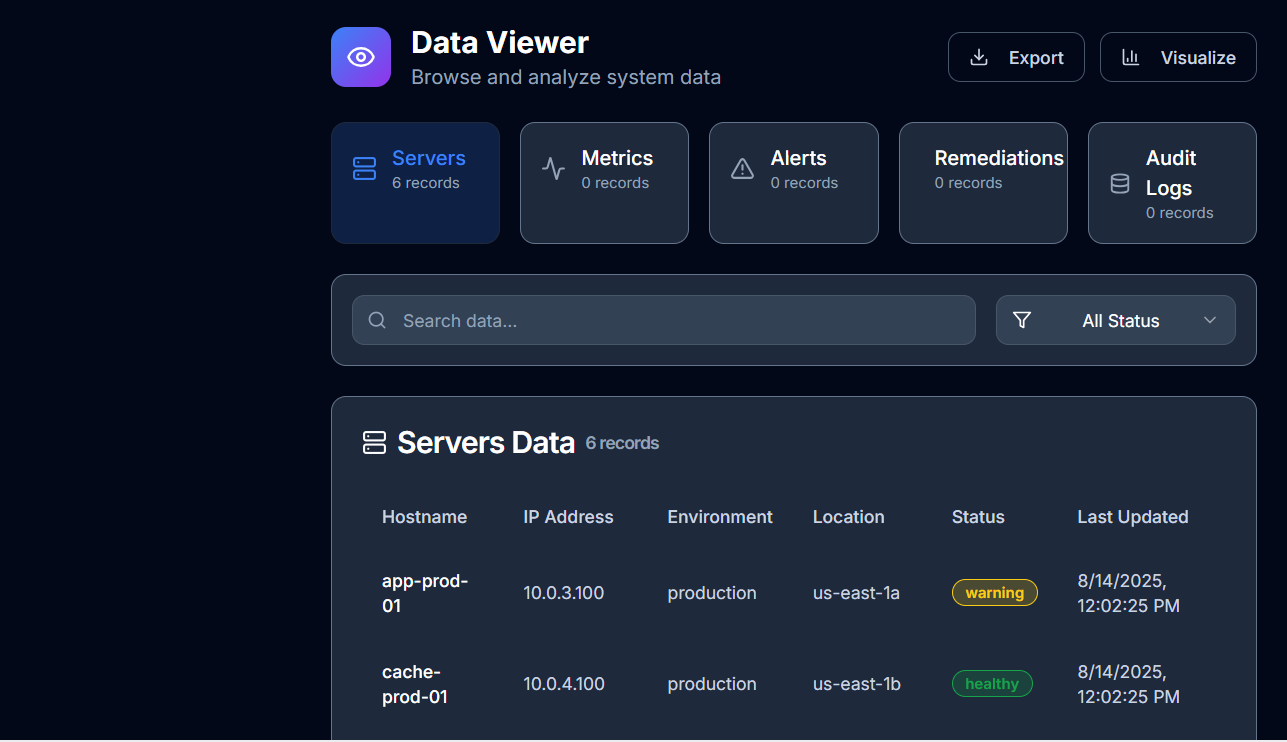 Data Viewer
Browse and analyze system data
Export
Visualize
Servers
6 records
Metrics
0 records
Alerts
0 records
Remediations
0 records
Audit
Logs
0 records
Search data...
All Status
Servers Data 6 records
Hostname IP Address Environment Location Status Last Updated
app-prod-
01
10.0.3.100 production us-east-1a warning
8/14/2025,
12:02:25 PM
cache-
prod-01
10.0.4.100 production us-east-1b healthy
8/14/2025,
12:02:25 PM